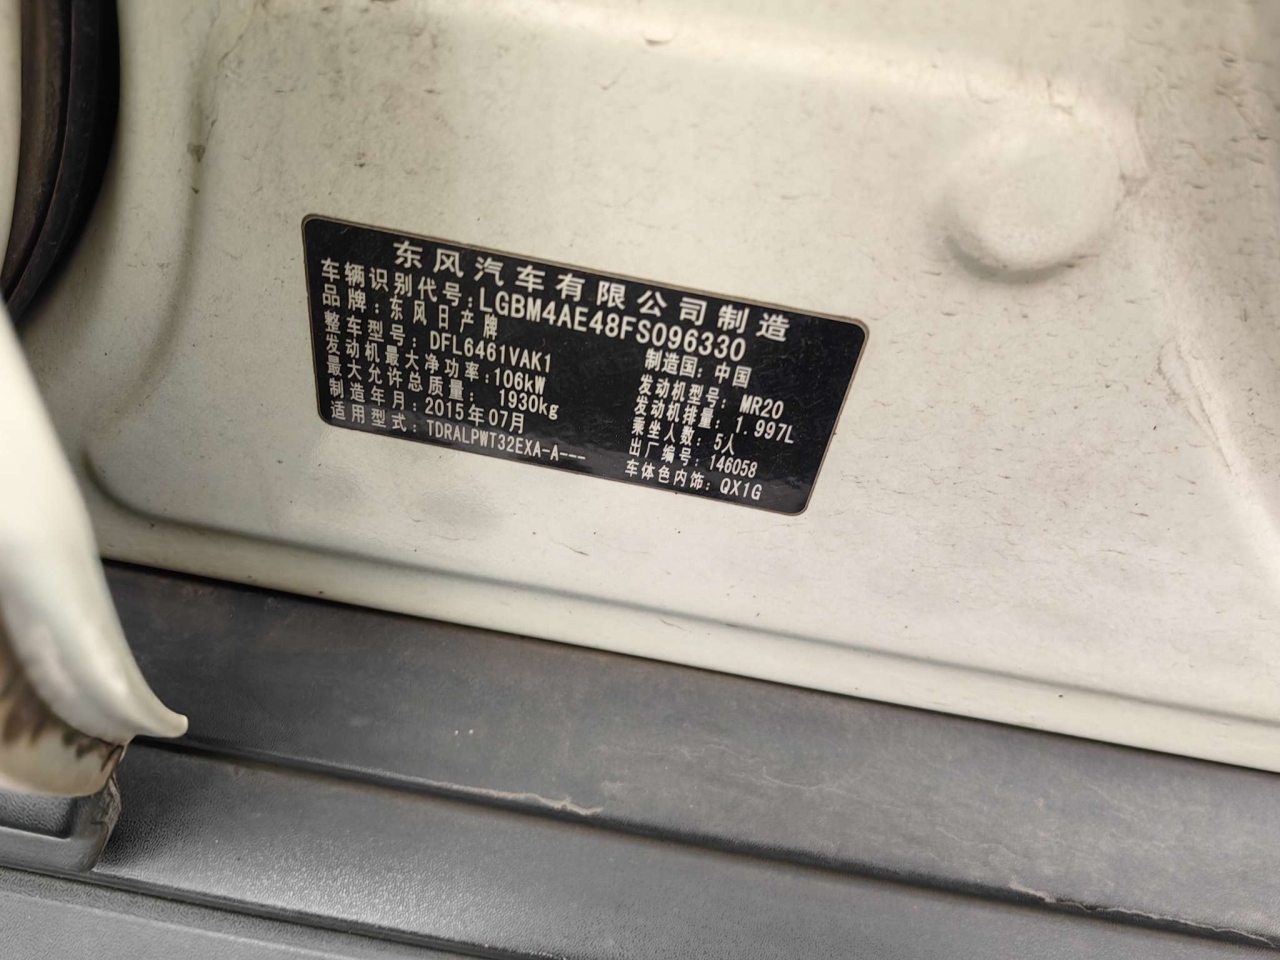 东风汽车有限公司制造
车辆识别代号:LGBM4AE48FS096330
品牌:东风日产牌 制造国:中国
整车型号:DFL6461VAK1 发动机型号:MR20
发动机最大净功率:106kW 发动机排量:1.997L
最大允许总质量:1930kg 乘坐人数:5人
制造年月:2015年07月 出厂编号:146058
适用型式:TDRALPWT32EXA-A--- 车体色内饰:QX1G